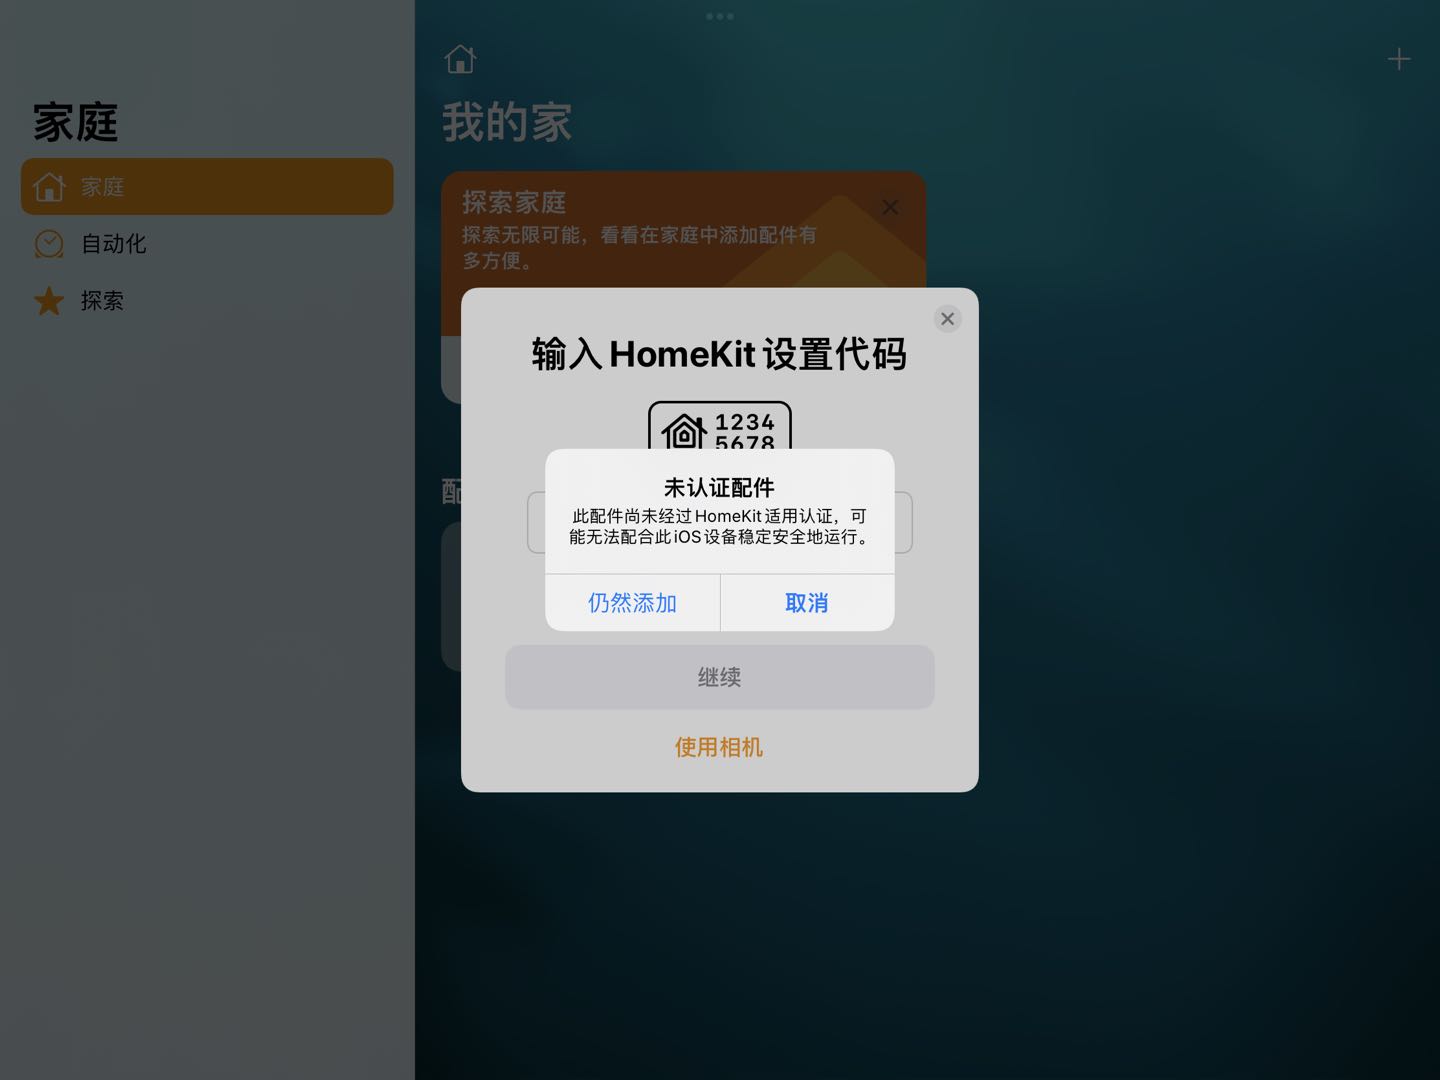 家庭
家庭
自动化
探索
我的家
探索家庭
探索无限可能，看看在家庭中添加配件有
多方便。
输入 HomeKit 设置代码
1234
5678
配
未认证配件
此配件尚未经过 HomeKit 适用认证，可
能无法配合此 iOS 设备稳定安全地运行。
仍然添加
取消
继续
使用相机